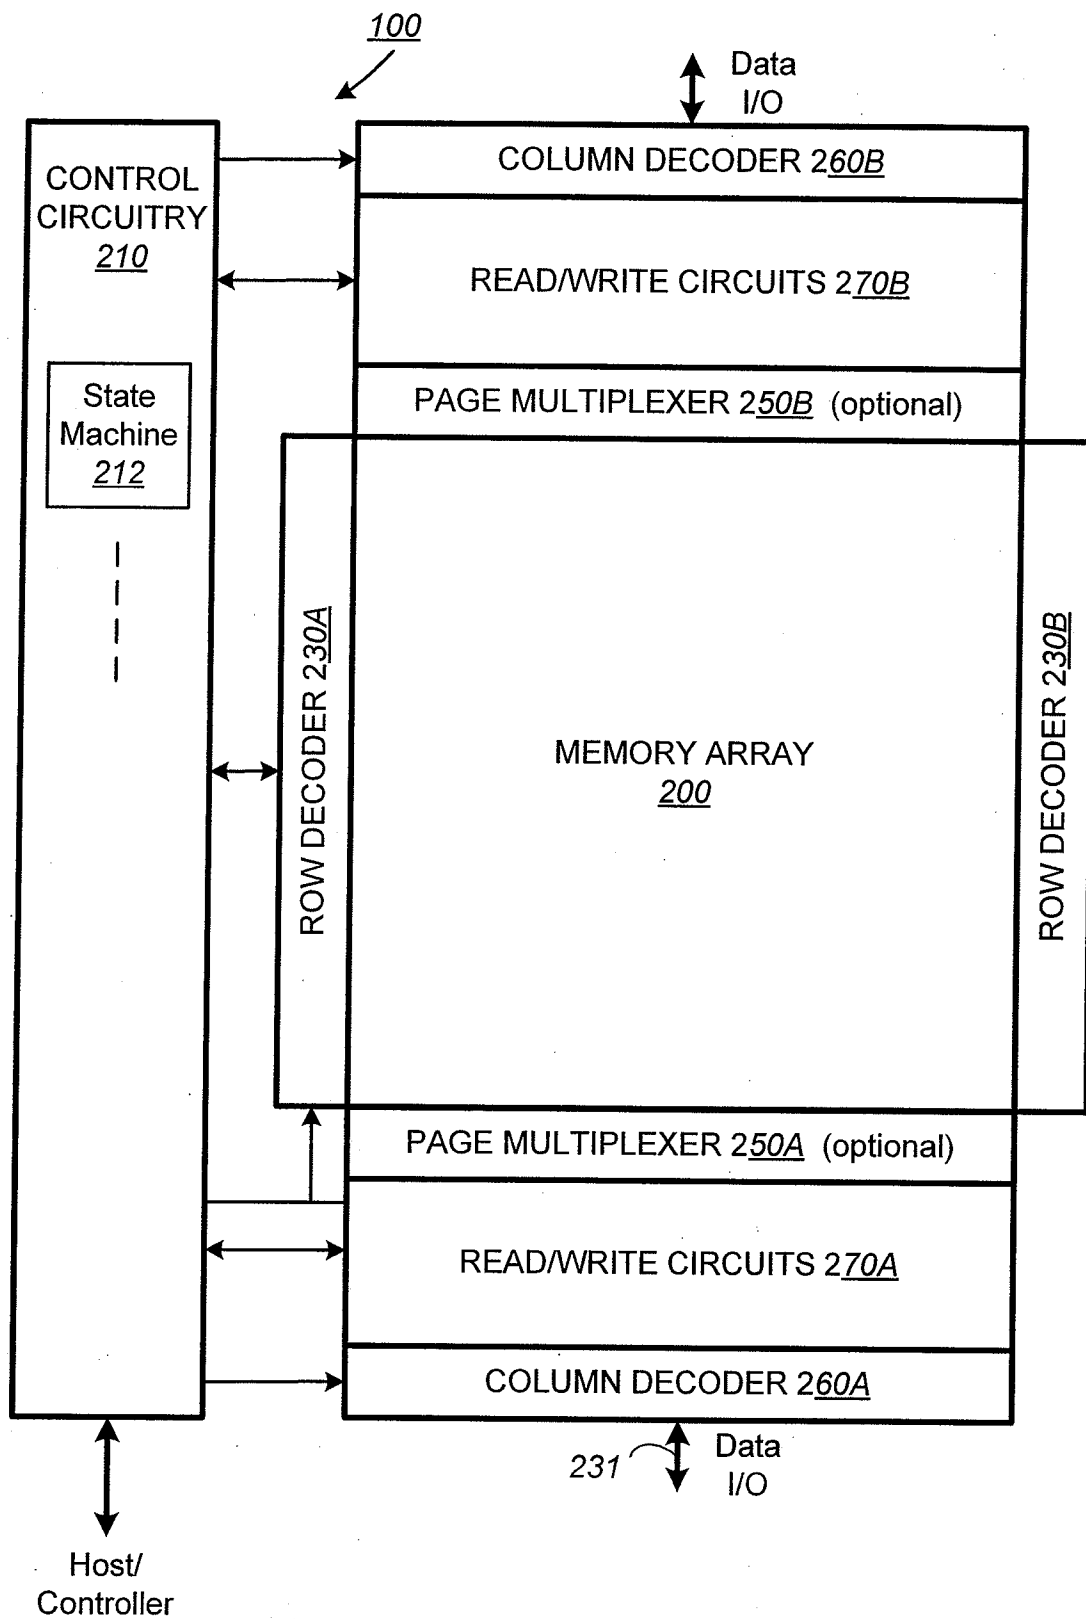 100
Data
I/O
COLUMN DECODER 260B
CONTROL
CIRCUITRY
210
READ/WRITE CIRCUITS 270B
State
Machine
212
PAGE MULTIPLEXER 250B (optional)
ROW DECODER 230A
MEMORY ARRAY
200
ROW DECODER 230B
PAGE MULTIPLEXER 250A (optional)
READ/WRITE CIRCUITS 270A
COLUMN DECODER 260A
231
Data
I/O
Host/
Controller